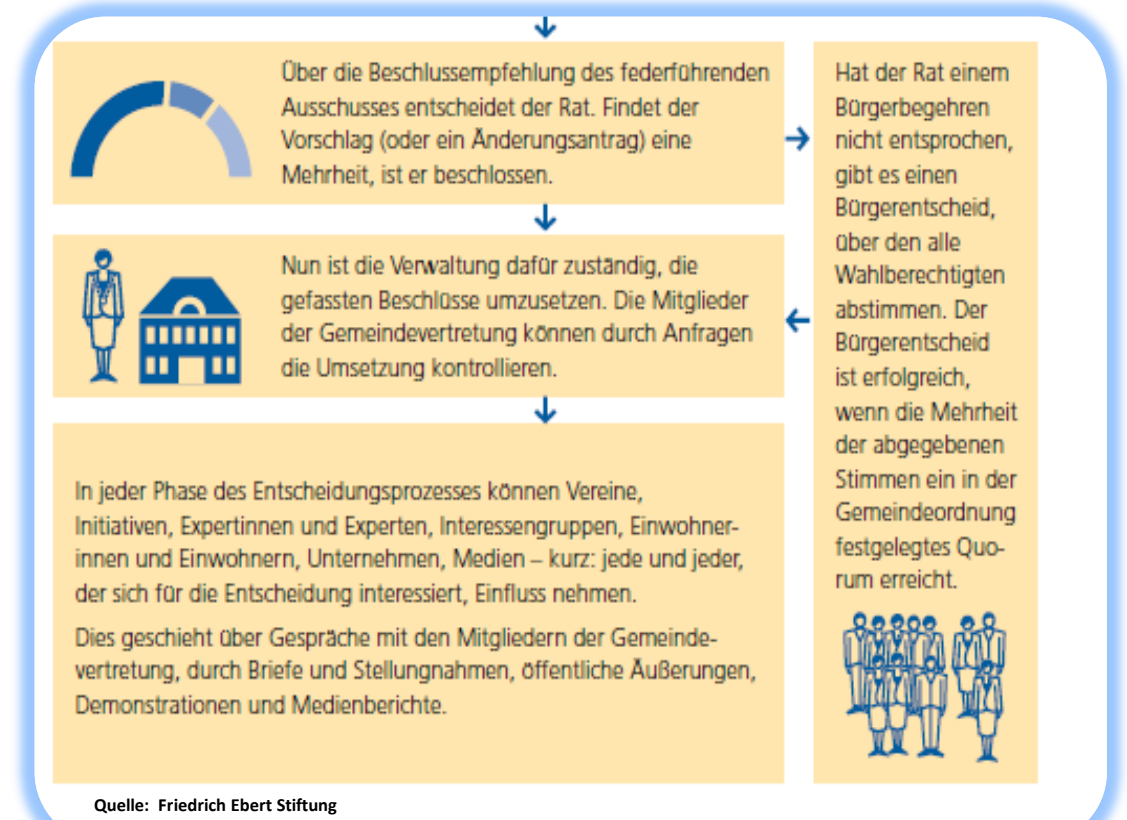 Über die Beschlussempfehlung des federführenden
Ausschusses entscheidet der Rat. Findet der
Vorschlag (oder ein Änderungsantrag) eine
Mehrheit, ist er beschlossen.
Nun ist die Verwaltung dafür zuständig, die
gefassten Beschlüsse umzusetzen. Die Mitglieder
der Gemeindevertretung können durch Anfragen
die Umsetzung kontrollieren.
In jeder Phase des Entscheidungsprozesses können Vereine,
Initiativen, Expertinnen und Experten, Interessengruppen, Einwohner-
innen und Einwohnern, Unternehmen, Medien – kurz: jede und jeder,
der sich für die Entscheidung interessiert, Einfluss nehmen.
Dies geschieht über Gespräche mit den Mitgliedern der Gemeinde-
vertretung, durch Briefe und Stellungnahmen, öffentliche Äußerungen,
Demonstrationen und Medienberichte.
Hat der Rat einem
Bürgerbegehren
nicht entsprochen,
gibt es einen
Bürgerentscheid,
über den alle
Wahlberechtigten
abstimmen. Der
Bürgerentscheid
ist erfolgreich,
wenn die Mehrheit
der abgegebenen
Stimmen ein in der
Gemeindeordnung
festgelegtes Quo-
rum erreicht.
Quelle: Friedrich Ebert Stiftung